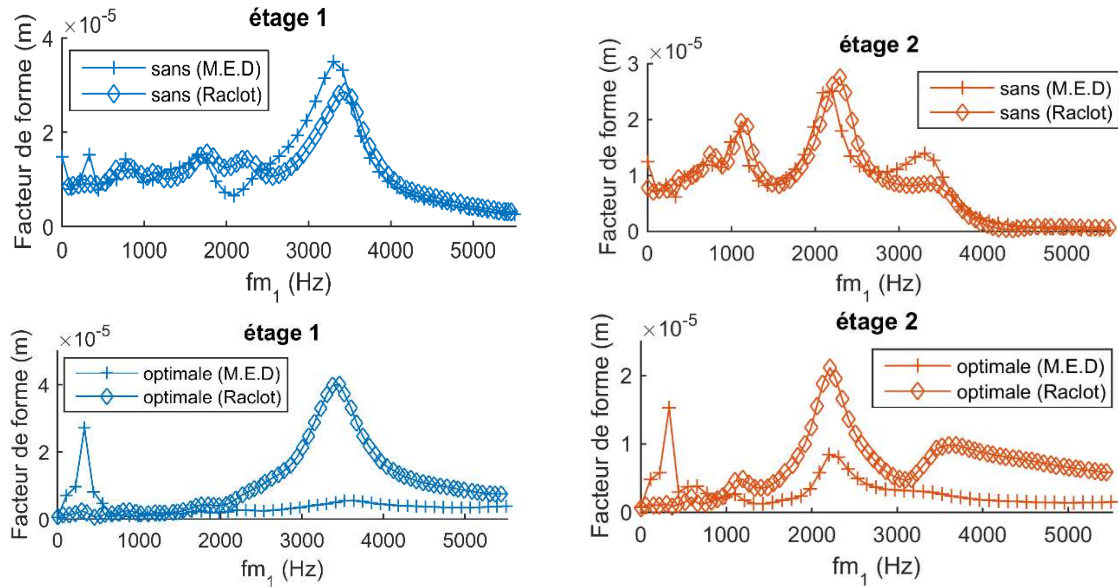 étage 1
×10⁻⁵
Facteur de forme (m)
4
2
0
sans (M.E.D)
sans (Raclot)
0 1000 2000 3000 4000 5000
fm₁ (Hz)
étage 2
×10⁻⁵
Facteur de forme (m)
3
2
1
0
sans (M.E.D)
sans (Raclot)
0 1000 2000 3000 4000 5000
fm₁ (Hz)
étage 1
×10⁻⁵
Facteur de forme (m)
4
2
0
optimale (M.E.D)
optimale (Raclot)
0 1000 2000 3000 4000 5000
fm₁ (Hz)
étage 2
×10⁻⁵
Facteur de forme (m)
2
1
0
optimale (M.E.D)
optimale (Raclot)
0 1000 2000 3000 4000 5000
fm₁ (Hz)